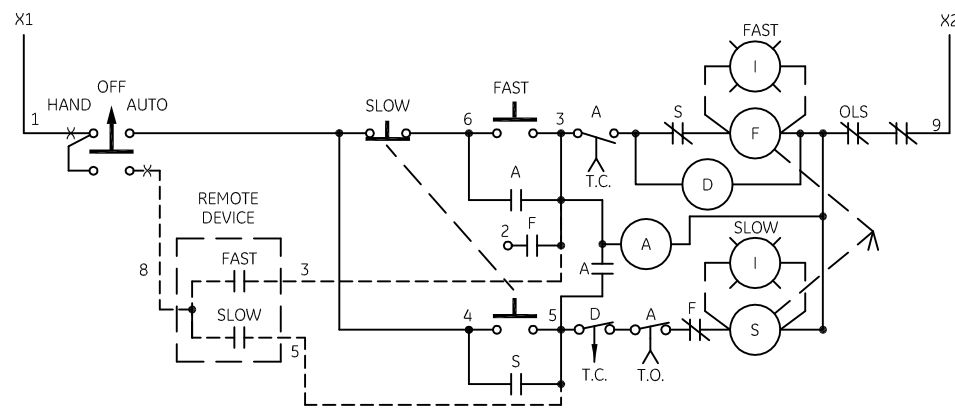 X1
X2
FAST
I
OFF
HAND
AUTO
1
SLOW
6
FAST
3
A
S
F
OLS
9
T.C.
A
D
REMOTE
DEVICE
2
F
A
SLOW
FAST
3
A
I
8
SLOW
4
5
D
A
F
S
5
S
T.C.
T.O.